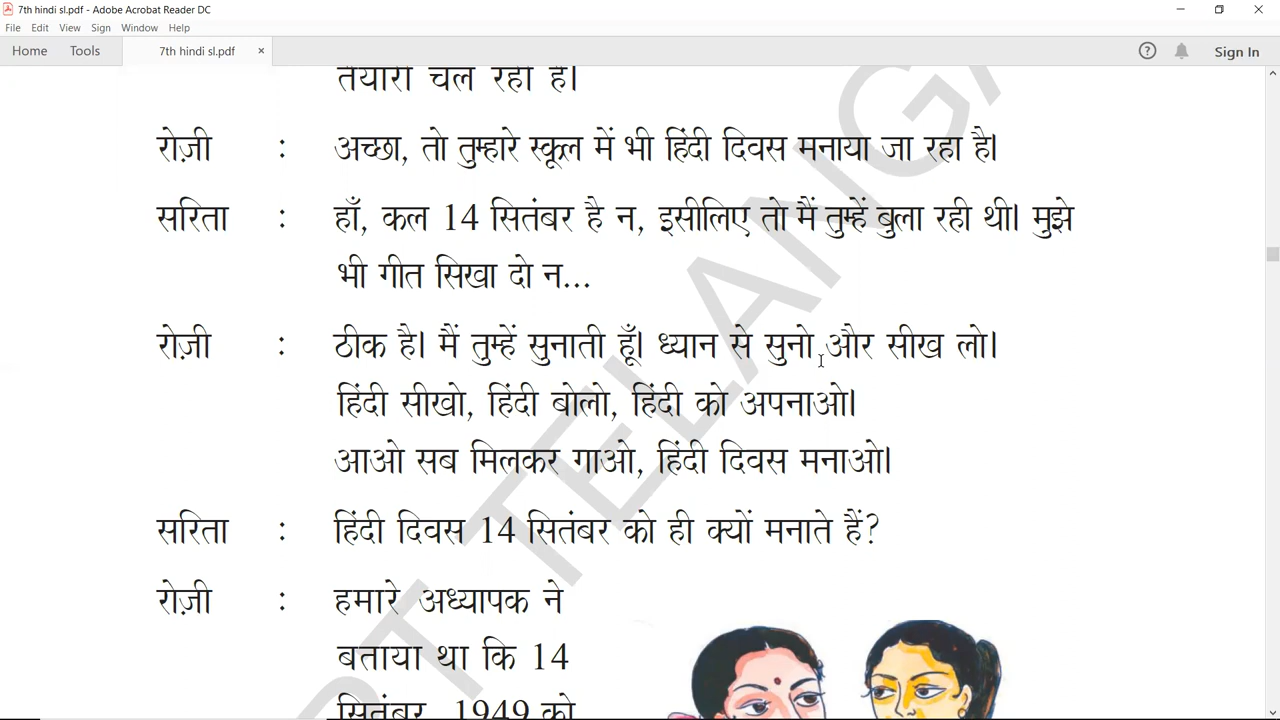 7th hindi sl.pdf - Adobe Acrobat Reader DC
File Edit View Sign Window Help
Home Tools 7th hindi sl.pdf × Sign In
तैयारी चल रही है।
रोज़ी : अच्छा, तो तुम्हारे स्कूल में भी हिंदी दिवस मनाया जा रहा है।
सरिता : हाँ, कल 14 सितंबर है न, इसीलिए तो मैं तुम्हें बुला रही थी। मुझे
भी गीत सिखा दो न...
रोज़ी : ठीक है। मैं तुम्हें सुनाती हूँ। ध्यान से सुनो और सीख लो।
हिंदी सीखो, हिंदी बोलो, हिंदी को अपनाओ।
आओ सब मिलकर गाओ, हिंदी दिवस मनाओ।
सरिता : हिंदी दिवस 14 सितंबर को ही क्यों मनाते हैं?
रोज़ी : हमारे अध्यापक ने
बताया था कि 14
सितंबर, 1949 को
RT TELANGA